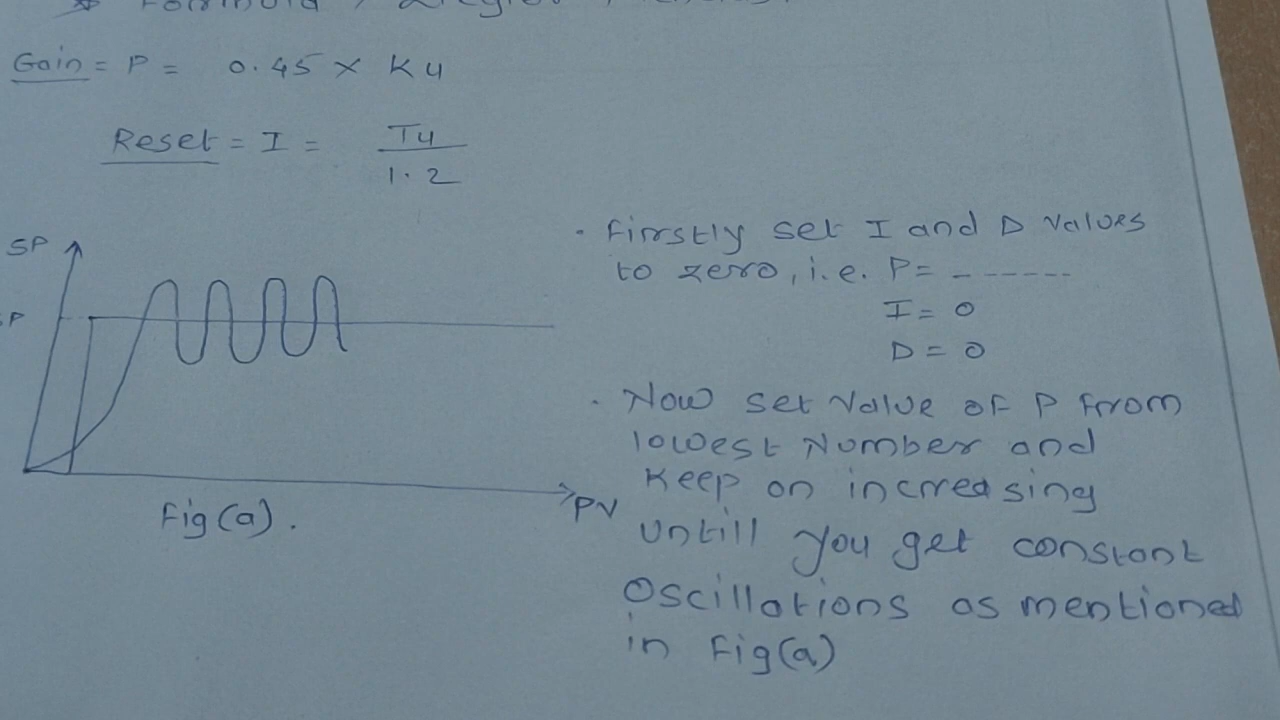 Gain = P = 0.45 × Ku
Reset = I = Tu
1.2
SP
· Firstly set I and D values
to zero, i.e. P= - ------
SP
I= 0
D = 0
· Now set value of P from
lowest Number and
Keep on increasing
PV
Fig(a).
Untill you get constant
Oscillations as mentioned
in Fig(a)